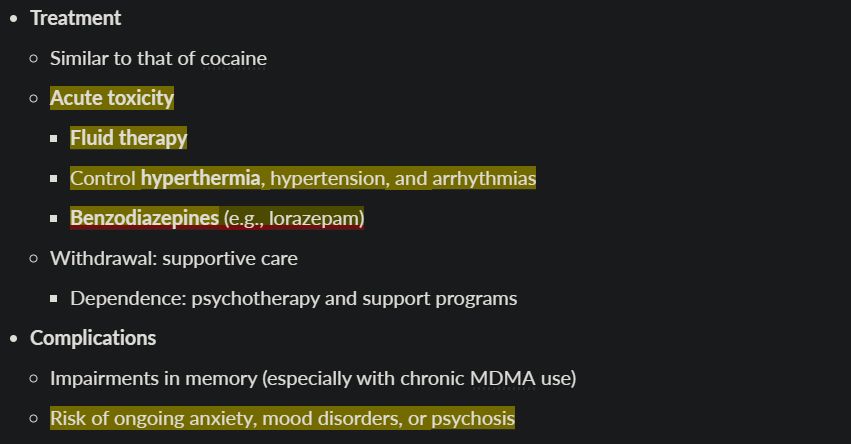 Treatment
Similar to that of cocaine
Acute toxicity
Fluid therapy
Control hyperthermia, hypertension, and arrhythmias
Benzodiazepines (e.g., lorazepam)
Withdrawal: supportive care
Dependence: psychotherapy and support programs
Complications
Impairments in memory (especially with chronic MDMA use)
Risk of ongoing anxiety, mood disorders, or psychosis